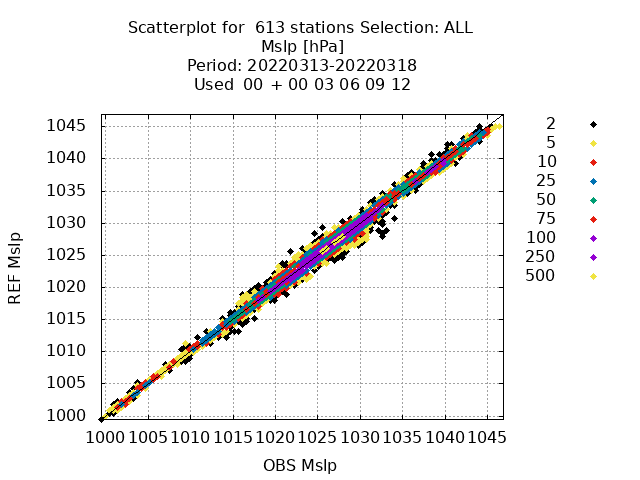 Scatterplot for  613 stations Selection: ALL
Mslp [hPa]
Period: 20220313-20220318
Used  00 + 00 03 06 09 12
1045
1040
1035
1030
1025
1020
1015
1010
1005
1000
REF Mslp
1000 1005 1010 1015 1020 1025 1030 1035 1040 1045
OBS Mslp
2
5
10
25
50
75
100
250
500